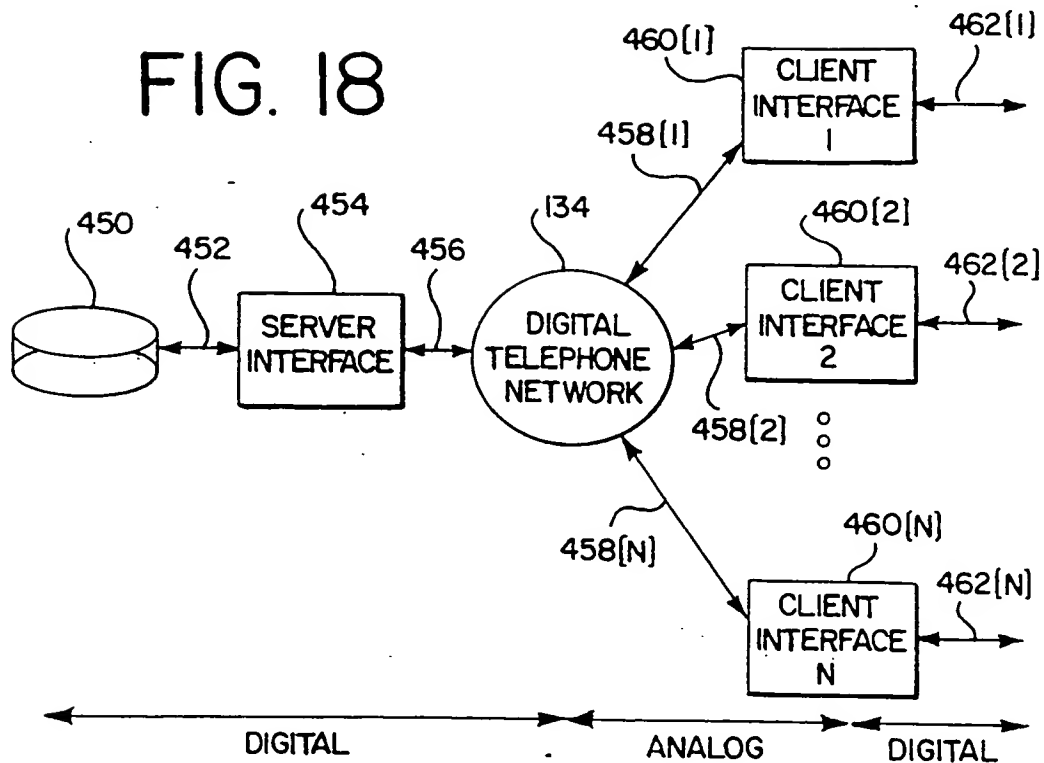 FIG. 18
450
452
454
SERVER
INTERFACE
456
134
DIGITAL
TELEPHONE
NETWORK
458[1]
460[1]
CLIENT
INTERFACE
1
462[1]
458[2]
460[2]
CLIENT
INTERFACE
2
462[2]
458[N]
460[N]
CLIENT
INTERFACE
N
462[N]
DIGITAL
ANALOG
DIGITAL